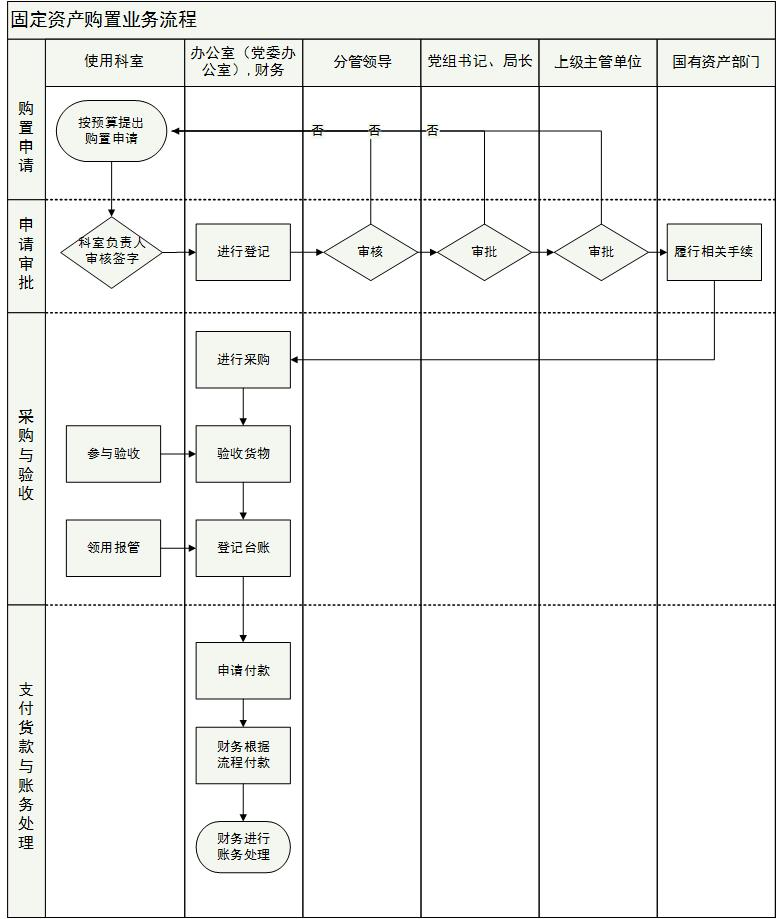 固定资产购置业务流程
使用科室
办公室（党委办
公室）, 财务
分管领导
党组书记、局长
上级主管单位
国有资产部门
购置申请
按预算提出
购置申请
否
否
否
申请审批
科室负责人
审核签字
进行登记
审核
审批
审批
履行相关手续
采购与验收
进行采购
参与验收
验收货物
领用报管
登记台账
支付货款与账务处理
申请付款
财务根据
流程付款
财务进行
账务处理